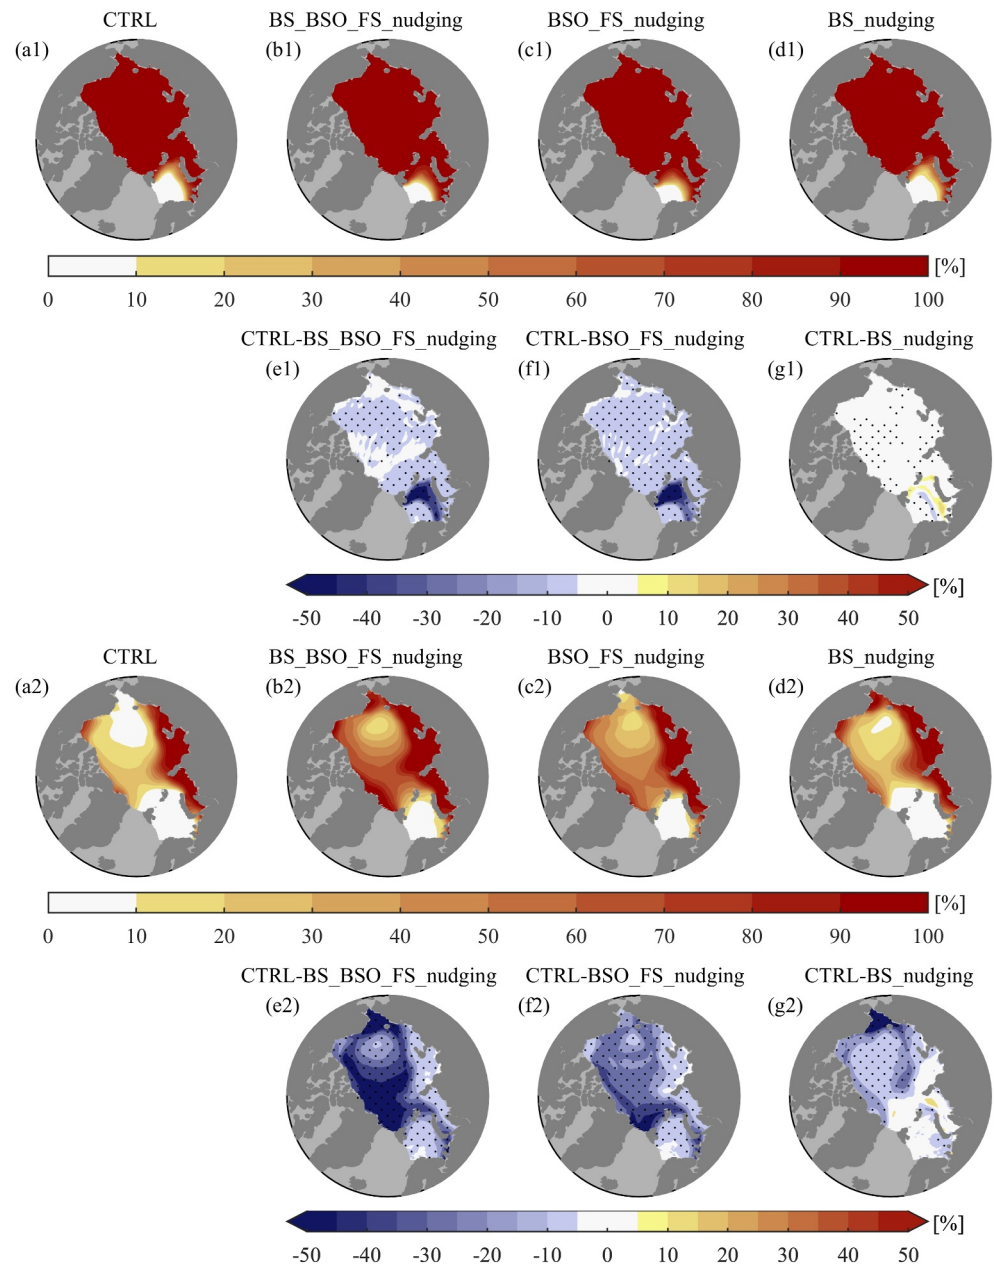 CTRL BS_BSO_FS_nudging BSO_FS_nudging BS_nudging
(a1) (b1) (c1) (d1)
[%]
0 10 20 30 40 50 60 70 80 90 100
CTRL-BS_BSO_FS_nudging CTRL-BSO_FS_nudging CTRL-BS_nudging
(e1) (f1) (g1)
[%]
-50 -40 -30 -20 -10 0 10 20 30 40 50
CTRL BS_BSO_FS_nudging BSO_FS_nudging BS_nudging
(a2) (b2) (c2) (d2)
[%]
0 10 20 30 40 50 60 70 80 90 100
CTRL-BS_BSO_FS_nudging CTRL-BSO_FS_nudging CTRL-BS_nudging
(e2) (f2) (g2)
[%]
-50 -40 -30 -20 -10 0 10 20 30 40 50